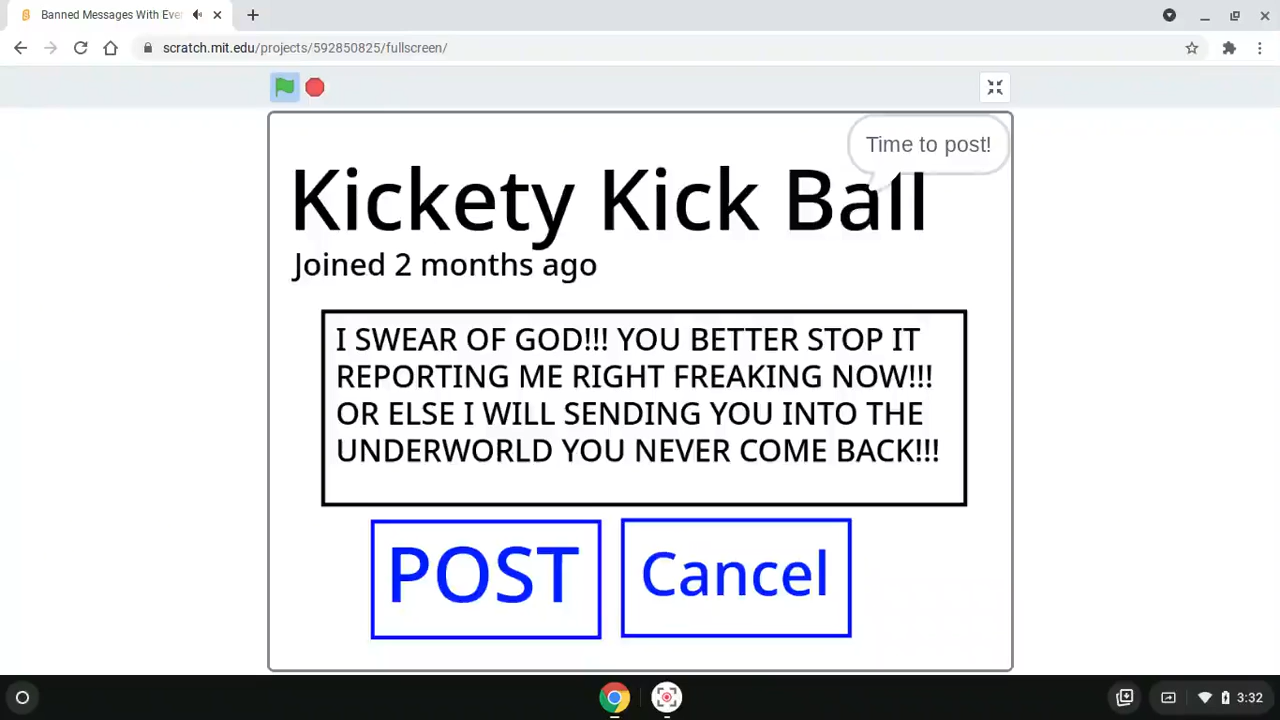 Banned Messages With Eve
scratch.mit.edu/projects/592850825/fullscreen/
Time to post!
Kickety Kick Ball
Joined 2 months ago
I SWEAR OF GOD!!! YOU BETTER STOP IT
REPORTING ME RIGHT FREAKING NOW!!!
OR ELSE I WILL SENDING YOU INTO THE
UNDERWORLD YOU NEVER COME BACK!!!
POST
Cancel
3:32